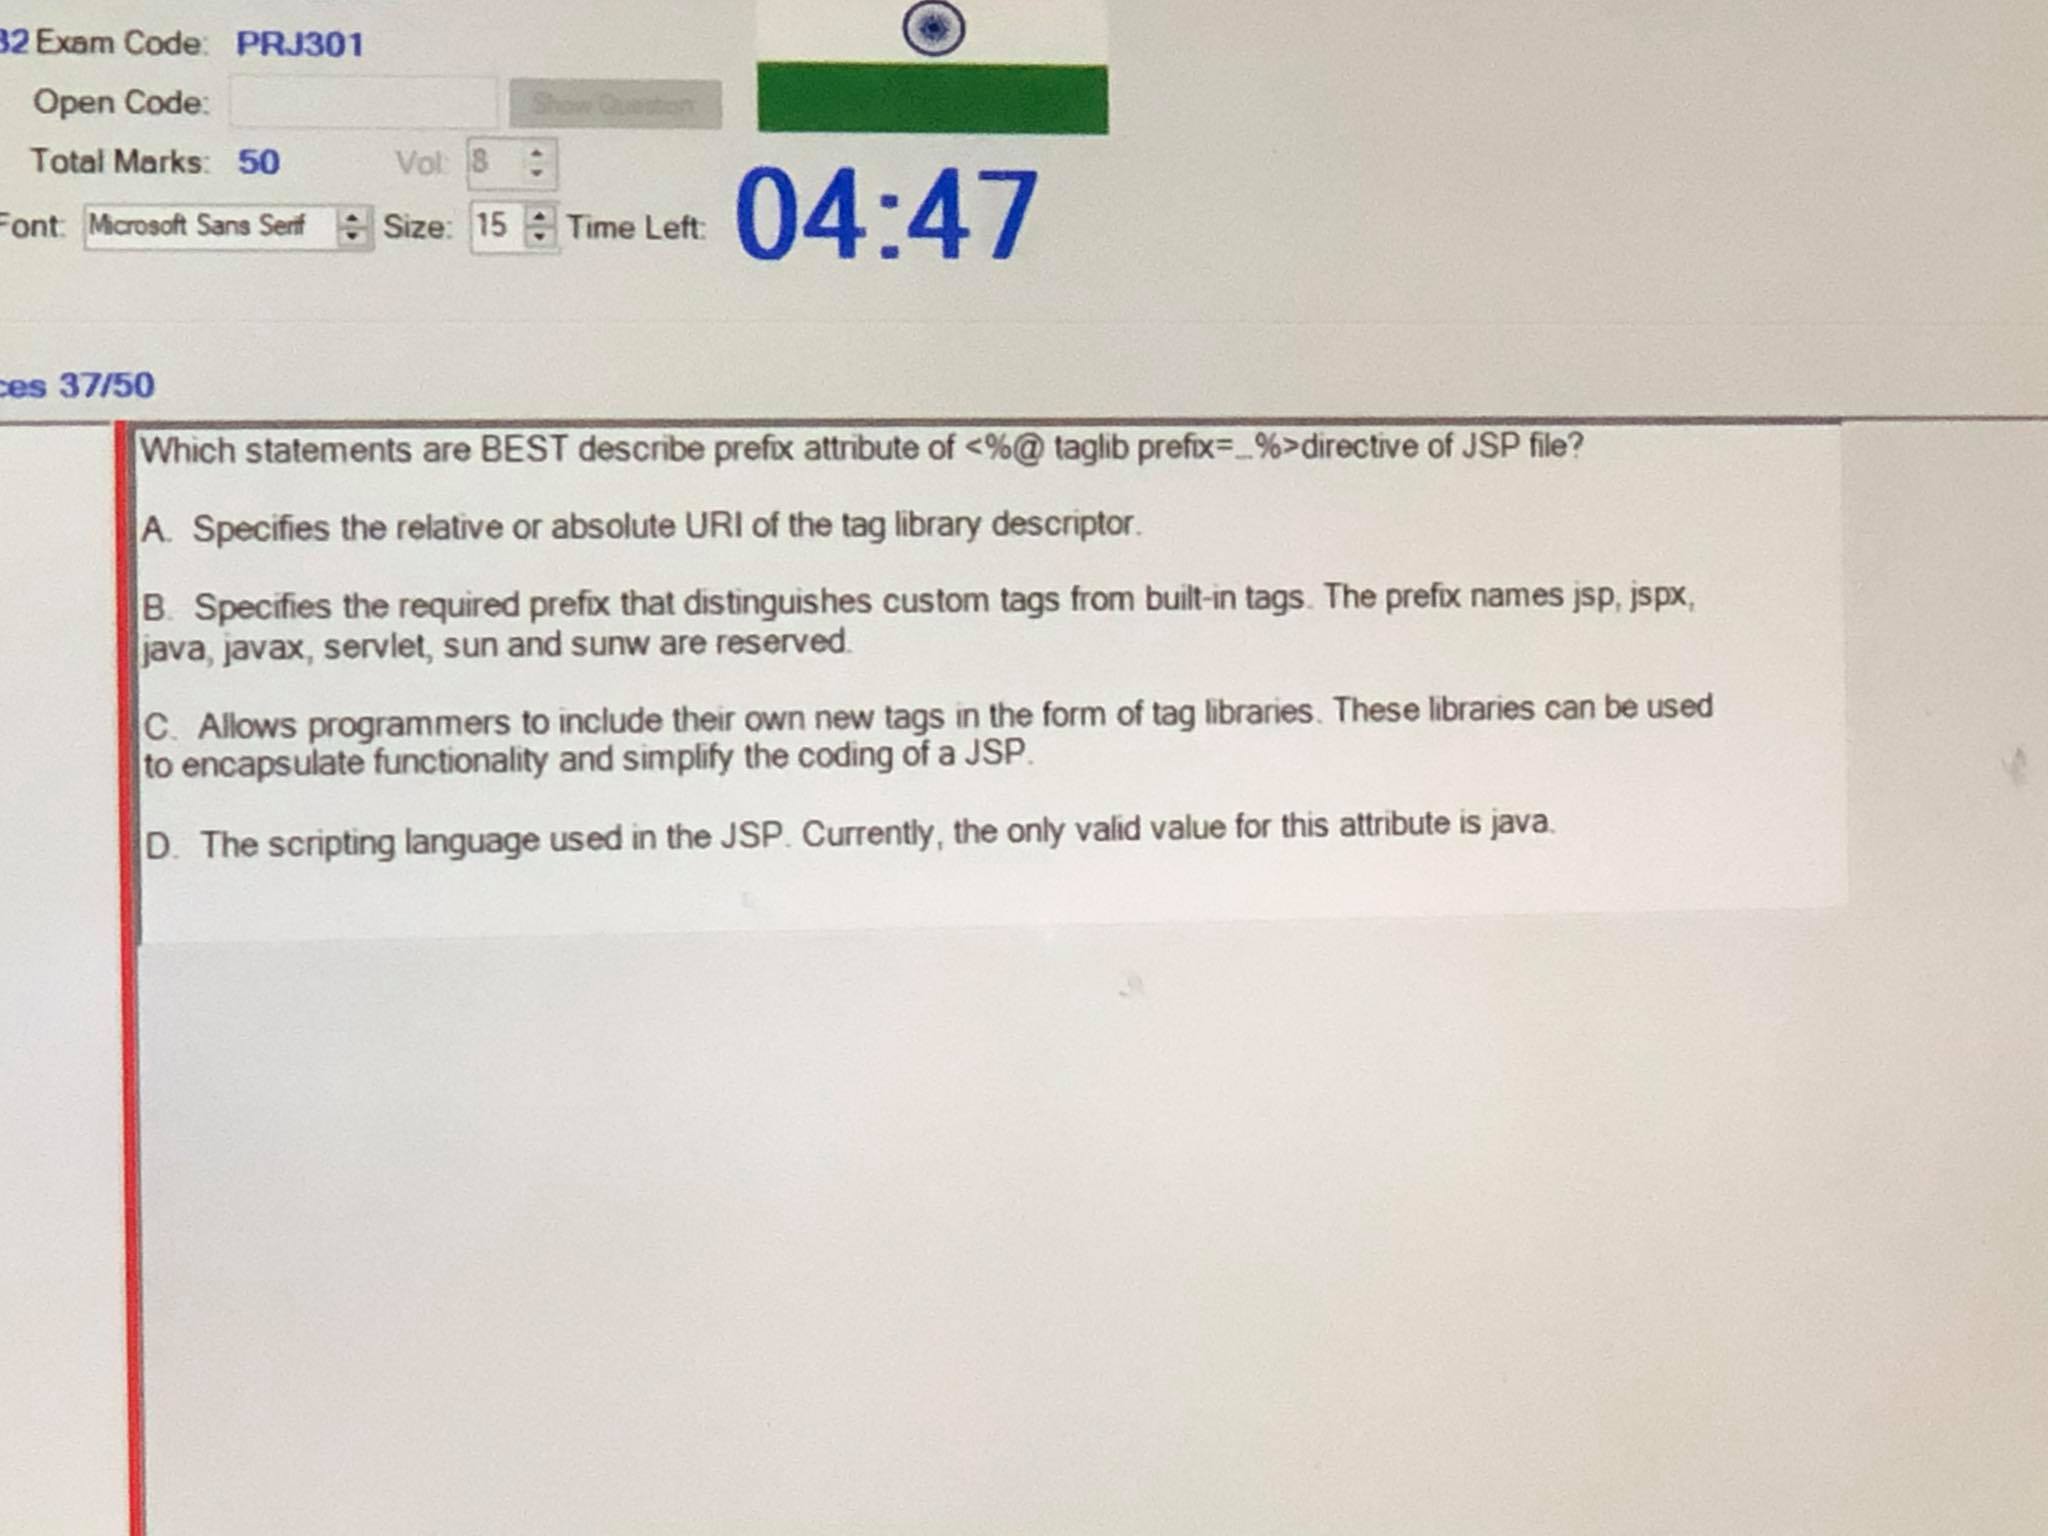 32 Exam Code: PRJ301
Open Code:
Show Question
Total Marks: 50 Vol: 8
Font: Microsoft Sans Serif Size: 15 Time Left: 04:47
ces 37/50
Which statements are BEST describe prefix attribute of <%@ taglib prefix=...%>directive of JSP file?
A. Specifies the relative or absolute URI of the tag library descriptor.
B. Specifies the required prefix that distinguishes custom tags from built-in tags. The prefix names jsp, jspx,
java, javax, servlet, sun and sunw are reserved.
C. Allows programmers to include their own new tags in the form of tag libraries. These libraries can be used
to encapsulate functionality and simplify the coding of a JSP.
D. The scripting language used in the JSP. Currently, the only valid value for this attribute is java.